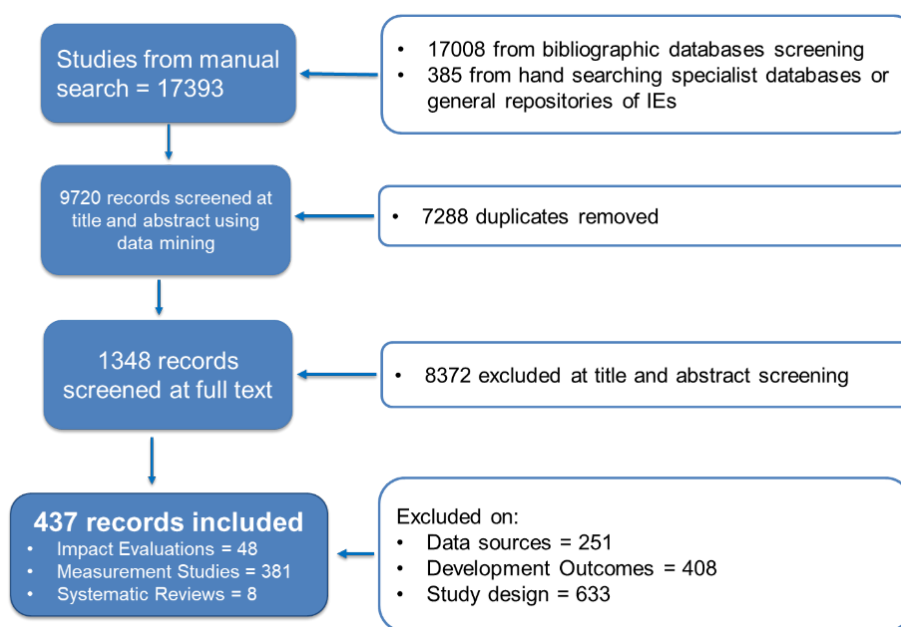 Studies from manual
search = 17393
• 17008 from bibliographic databases screening
• 385 from hand searching specialist databases or
general repositories of IEs
9720 records screened at
title and abstract using
data mining
• 7288 duplicates removed
1348 records
screened at full text
• 8372 excluded at title and abstract screening
437 records included
• Impact Evaluations = 48
• Measurement Studies = 381
• Systematic Reviews = 8
Excluded on:
• Data sources = 251
• Development Outcomes = 408
• Study design = 633